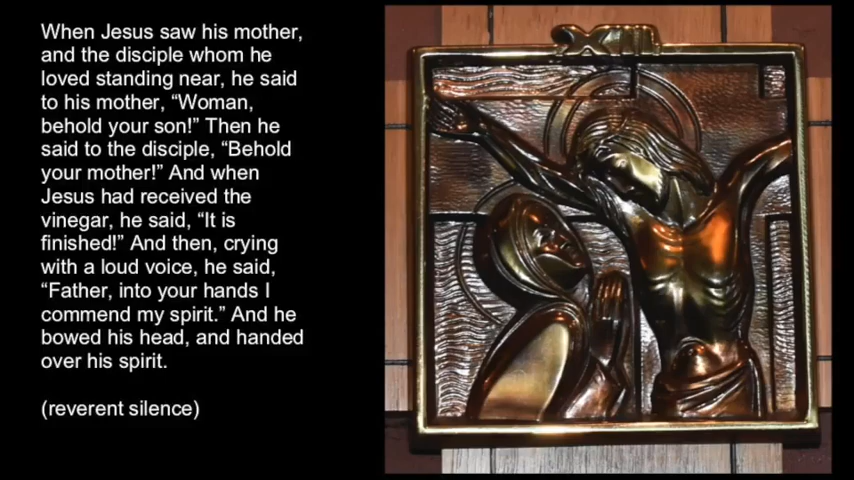 When Jesus saw his mother,
and the disciple whom he
loved standing near, he said
to his mother, “Woman,
behold your son!” Then he
said to the disciple, “Behold
your mother!” And when
Jesus had received the
vinegar, he said, “It is
finished!” And then, crying
with a loud voice, he said,
“Father, into your hands I
commend my spirit.” And he
bowed his head, and handed
over his spirit.
(reverent silence)
XII